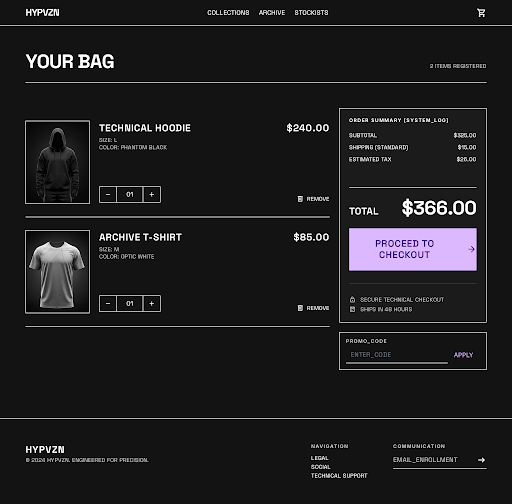 HYPVZN
COLLECTIONS ARCHIVE STOCKISTS
YOUR BAG
2 ITEMS REGISTERED
TECHNICAL HOODIE
$240.00
SIZE: L
COLOR: PHANTOM BLACK
− 01 +
REMOVE
ARCHIVE T-SHIRT
$85.00
SIZE: M
COLOR: OPTIC WHITE
− 01 +
REMOVE
ORDER SUMMARY [SYSTEM_LOG]
SUBTOTAL $325.00
SHIPPING (STANDARD) $15.00
ESTIMATED TAX $26.00
TOTAL $366.00
PROCEED TO
CHECKOUT →
SECURE TECHNICAL CHECKOUT
SHIPS IN 48 HOURS
PROMO_CODE
ENTER_CODE APPLY
HYPVZN
© 2024 HYPVZN. ENGINEERED FOR PRECISION.
NAVIGATION
LEGAL
SOCIAL
TECHNICAL SUPPORT
COMMUNICATION
EMAIL_ENROLLMENT →